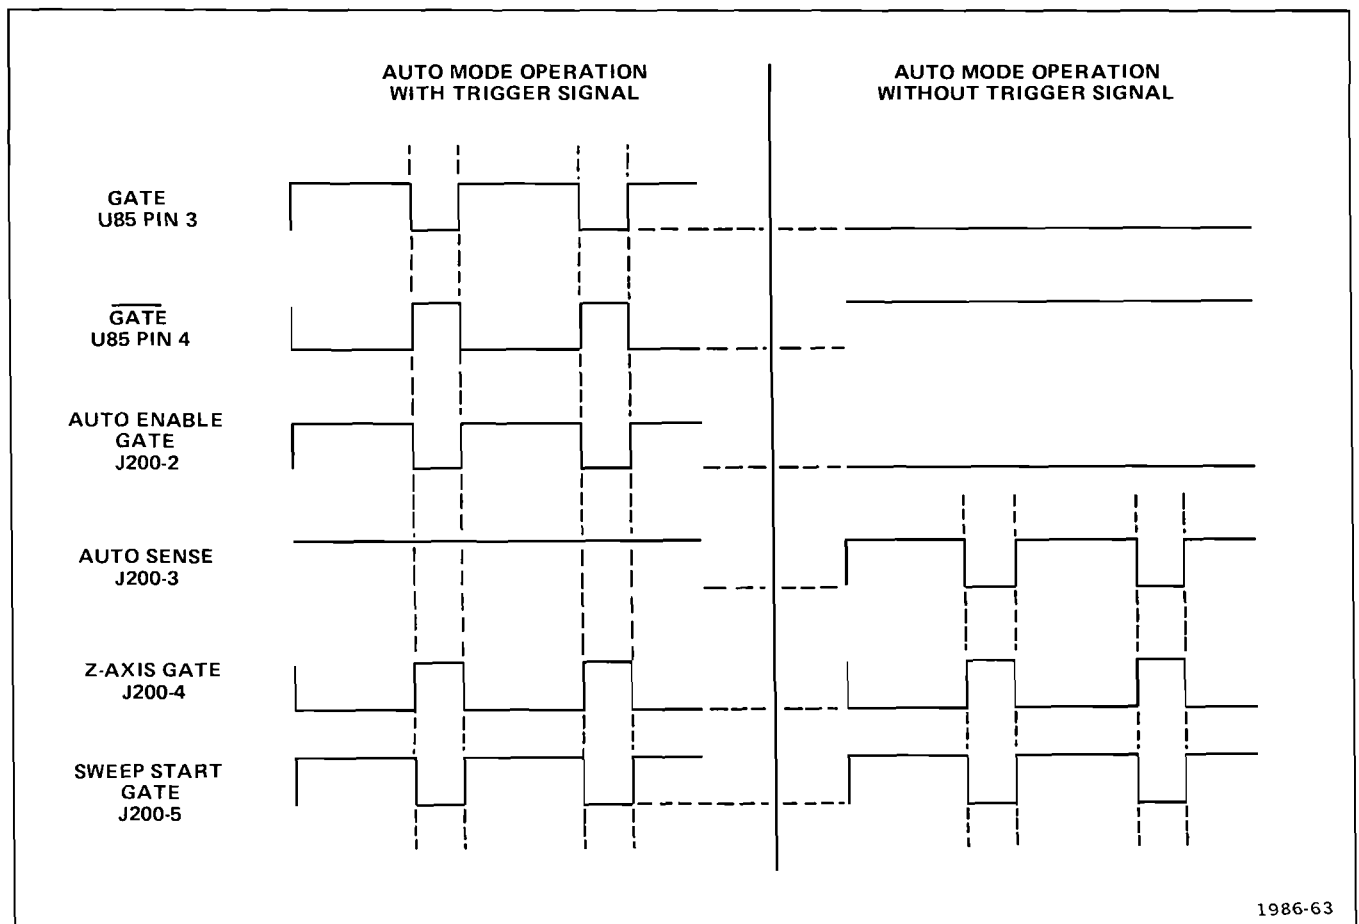 AUTO MODE OPERATION
WITH TRIGGER SIGNAL
AUTO MODE OPERATION
WITHOUT TRIGGER SIGNAL
GATE
U85 PIN 3
GATE
U85 PIN 4
AUTO ENABLE
GATE
J200-2
AUTO SENSE
J200-3
Z-AXIS GATE
J200-4
SWEEP START
GATE
J200-5
1986-63